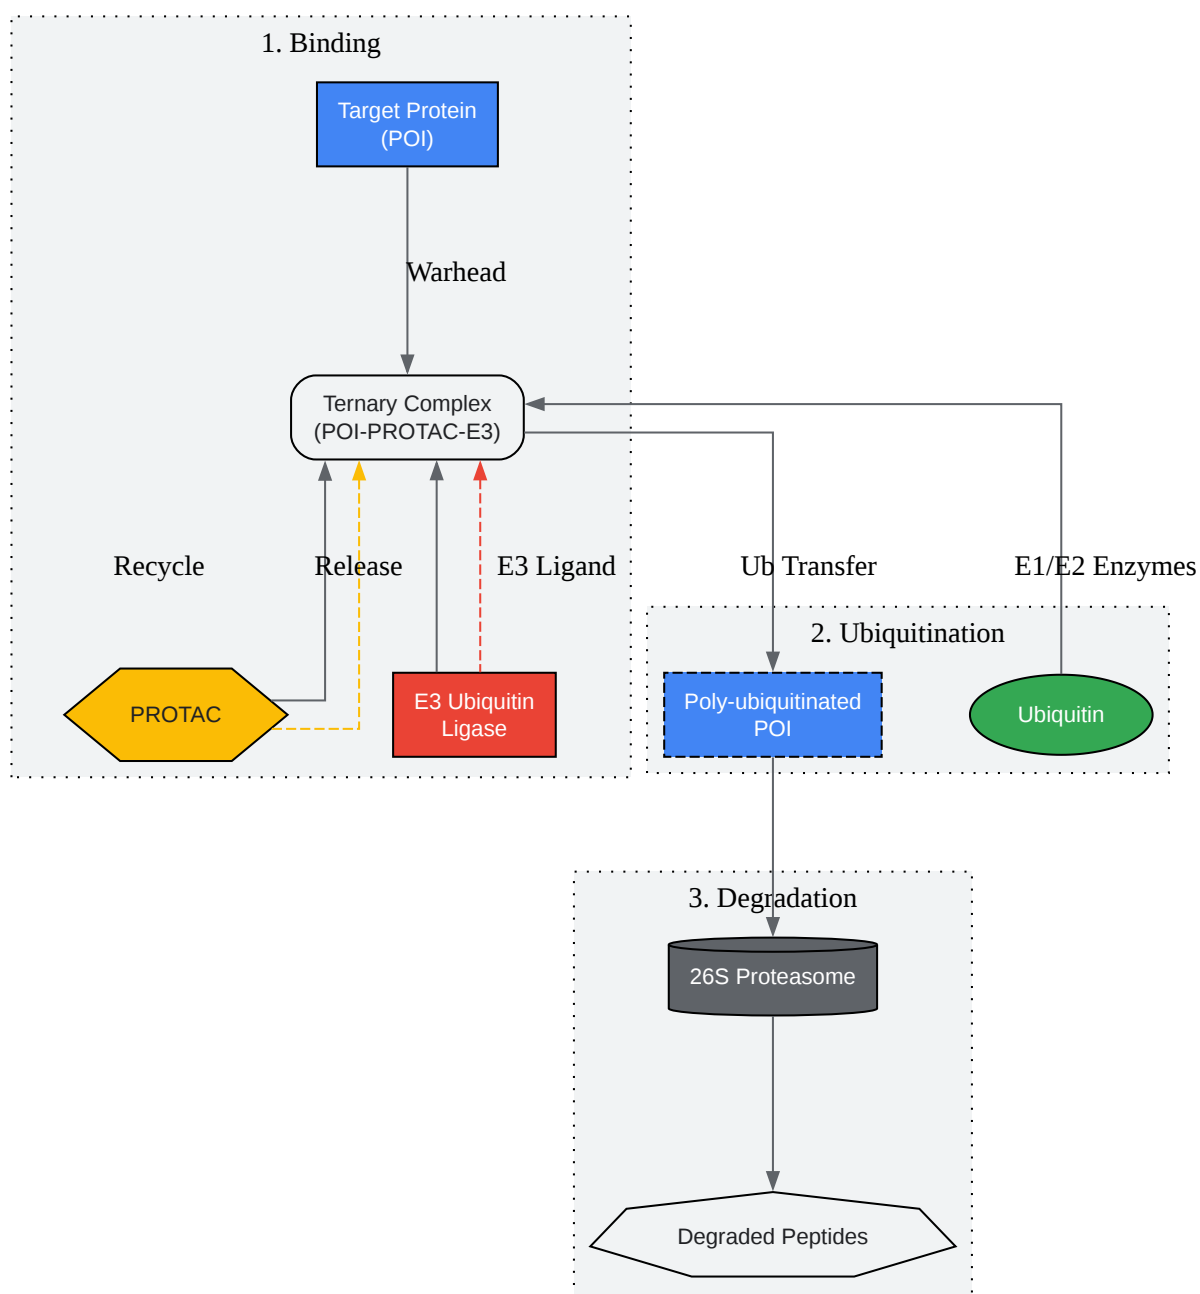 1. Binding
Target Protein
(POI)
Warhead
Ternary Complex
(POI-PROTAC-E3)
Recycle
Release
E3 Ligand
Ub Transfer
E1/E2 Enzymes
2. Ubiquitination
PROTAC
E3 Ubiquitin
Ligase
Poly-ubiquitinated
POI
Ubiquitin
3. Degradation
26S Proteasome
Degraded Peptides